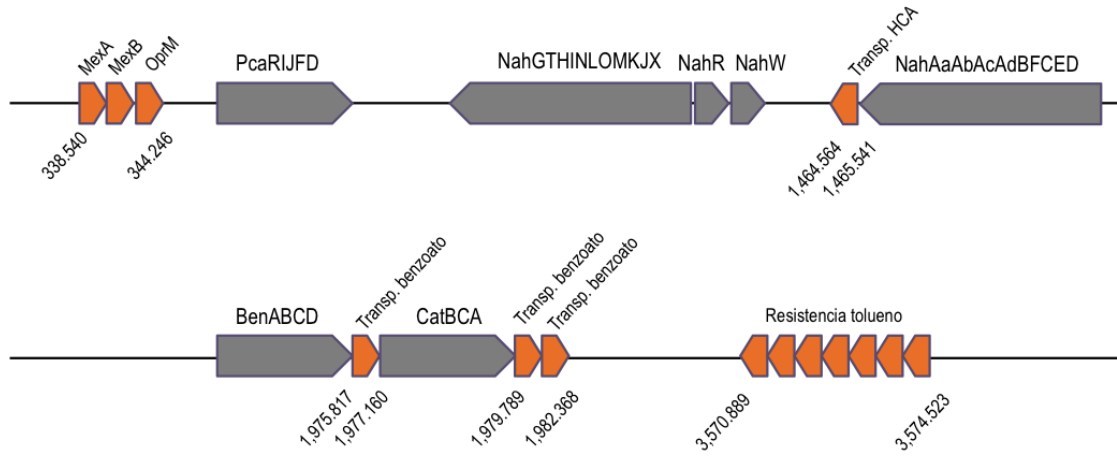 MexA
MexB
OprM
PcaRIJFD
NahGTHINLOMKJX
NahR
NahW
Transp. HCA
NahAaAbAcAdBFCED
338.540
344.246
1,464.564
1,465.541
BenABCD
Transp. benzoato
CatBCA
Transp. benzoato
Transp. benzoato
Resistencia tolueno
1,975.817
1,977.160
1,979.789
1,982.368
3,570.889
3,574.523